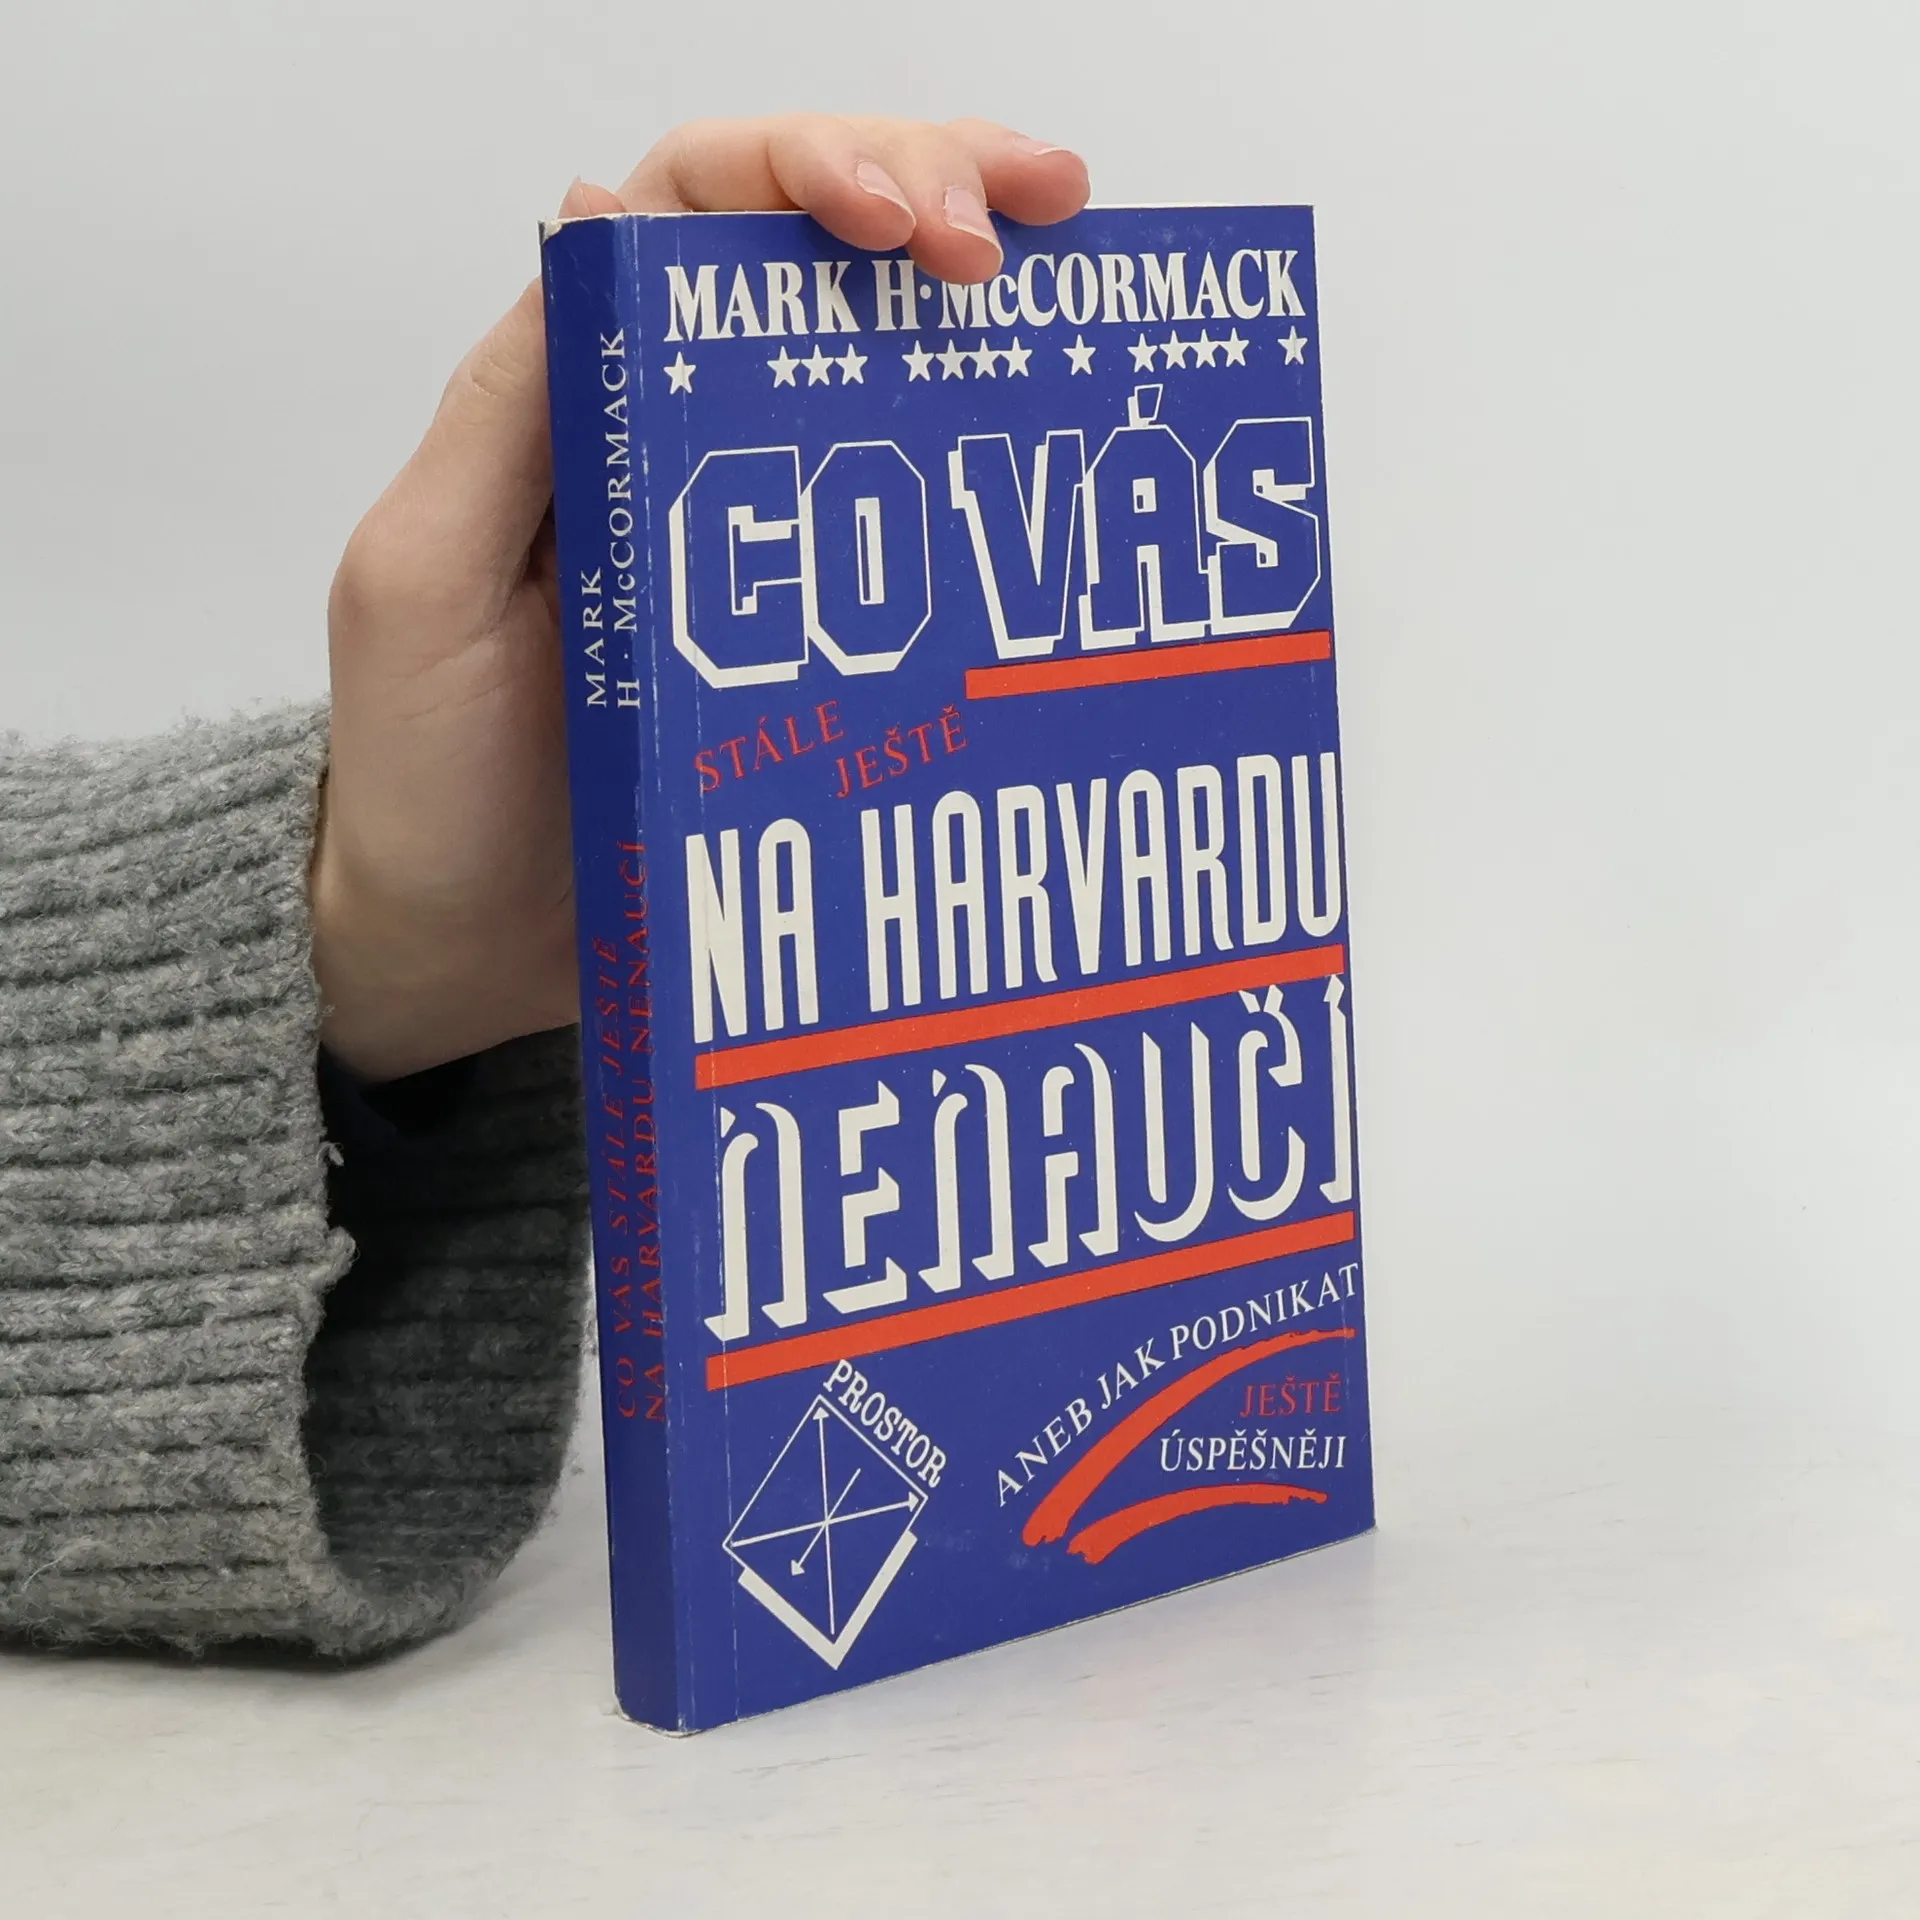 MARK H. McCORMACK
CO VÁS
STÁLE
JEŠTĚ
NA HARVARDU
NENAUČÍ
ANEB JAK PODNIKAT
JEŠTĚ
ÚSPĚŠNĚJI
PROSTOR
MARK
H. McCORMACK
CO VÁS STÁLE JEŠTĚ
NA HARVARDU NENAUČÍ